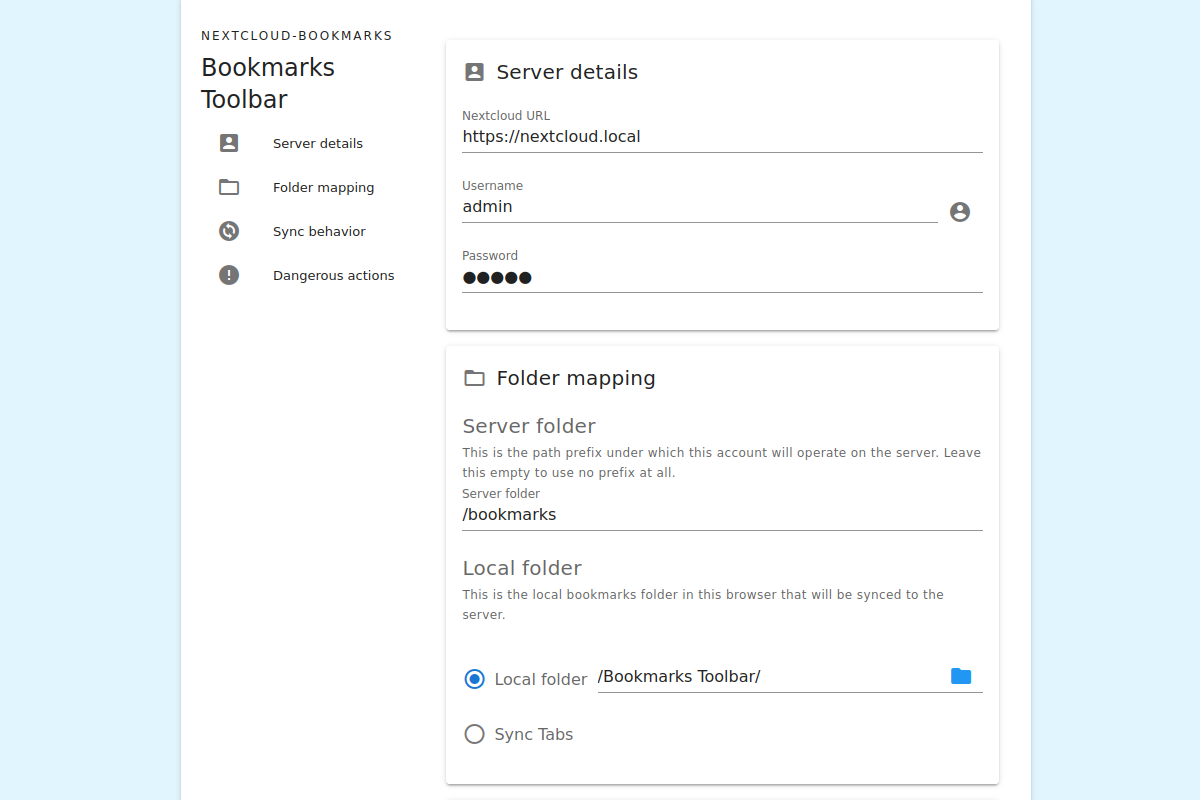 NEXTCLOUD-BOOKMARKS
Bookmarks
Toolbar
Server details
Folder mapping
Sync behavior
Dangerous actions
Server details
Nextcloud URL
https://nextcloud.local
Username
admin
Password
●●●●●
Folder mapping
Server folder
This is the path prefix under which this account will operate on the server. Leave
this empty to use no prefix at all.
Server folder
/bookmarks
Local folder
This is the local bookmarks folder in this browser that will be synced to the
server.
Local folder /Bookmarks Toolbar/
Sync Tabs